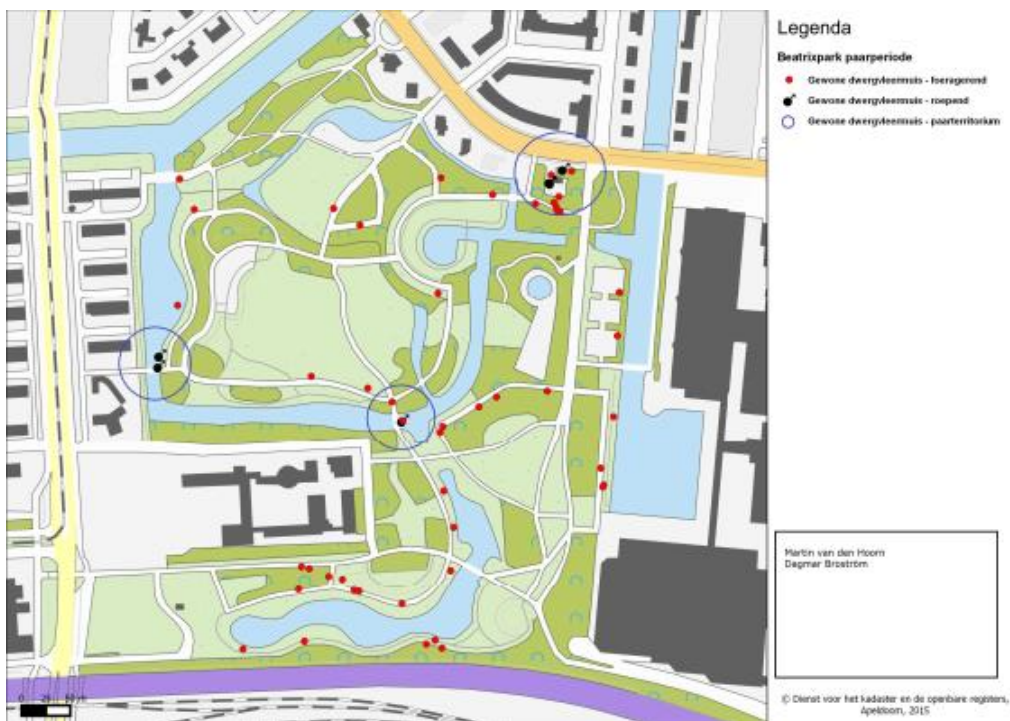 Legenda
Beatrixpark paarperiode
Gewone dwergvleermuis - foeragerend
Gewone dwergvleermuis - roepend
Gewone dwergvleermuis - paarterritorium
Martin van den Hoorn
Dagmar Broström
© Dienst voor het kadaster en de openbare registers,
Apeldoorn, 2015
0